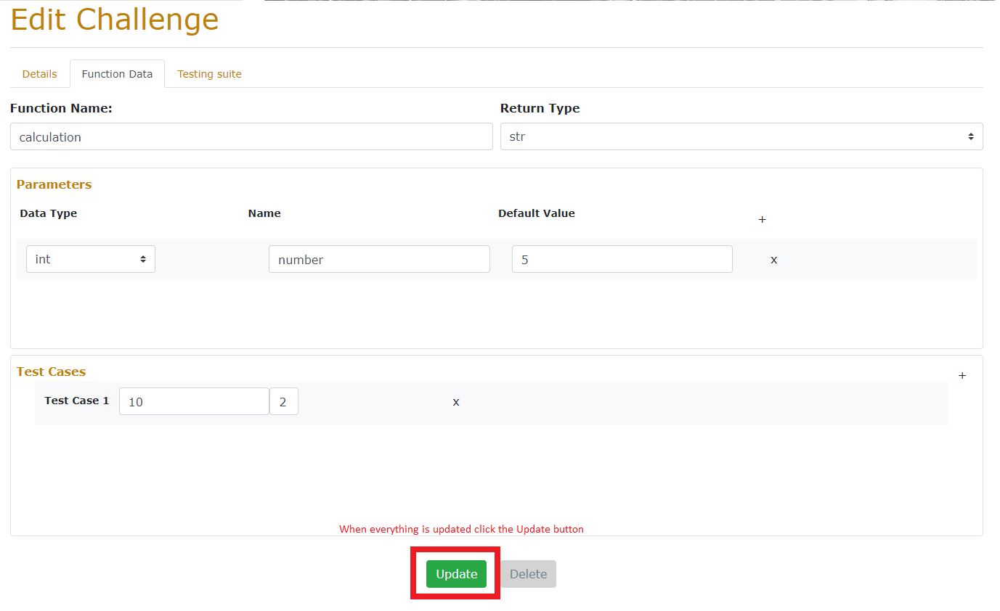 Edit Challenge
Details Function Data Testing suite
Function Name: Return Type
calculation str
Parameters
Data Type Name Default Value +
int number 5 x
Test Cases +
Test Case 1 10 2 x
When everything is updated click the Update button
Update Delete